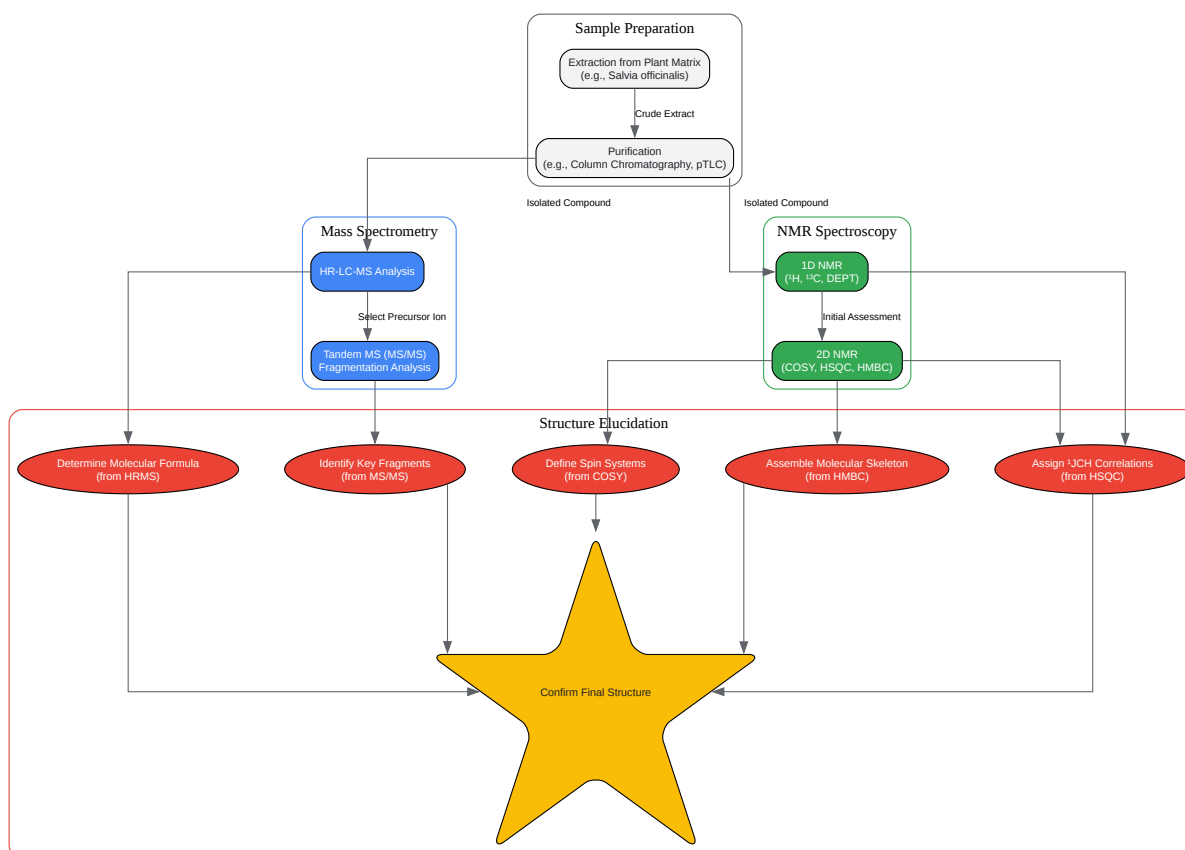 Sample Preparation
Extraction from Plant Matrix
(e.g., Salvia officinalis)
Crude Extract
Purification
(e.g., Column Chromatography, pTLC)
Isolated Compound
Isolated Compound
Mass Spectrometry
NMR Spectroscopy
HR-LC-MS Analysis
1D NMR
(¹H, ¹³C, DEPT)
Select Precursor Ion
Initial Assessment
Tandem MS (MS/MS)
Fragmentation Analysis
2D NMR
(COSY, HSQC, HMBC)
Structure Elucidation
Determine Molecular Formula
(from HRMS)
Identify Key Fragments
(from MS/MS)
Define Spin Systems
(from COSY)
Assemble Molecular Skeleton
(from HMBC)
Assign ¹JCH Correlations
(from HSQC)
Confirm Final Structure